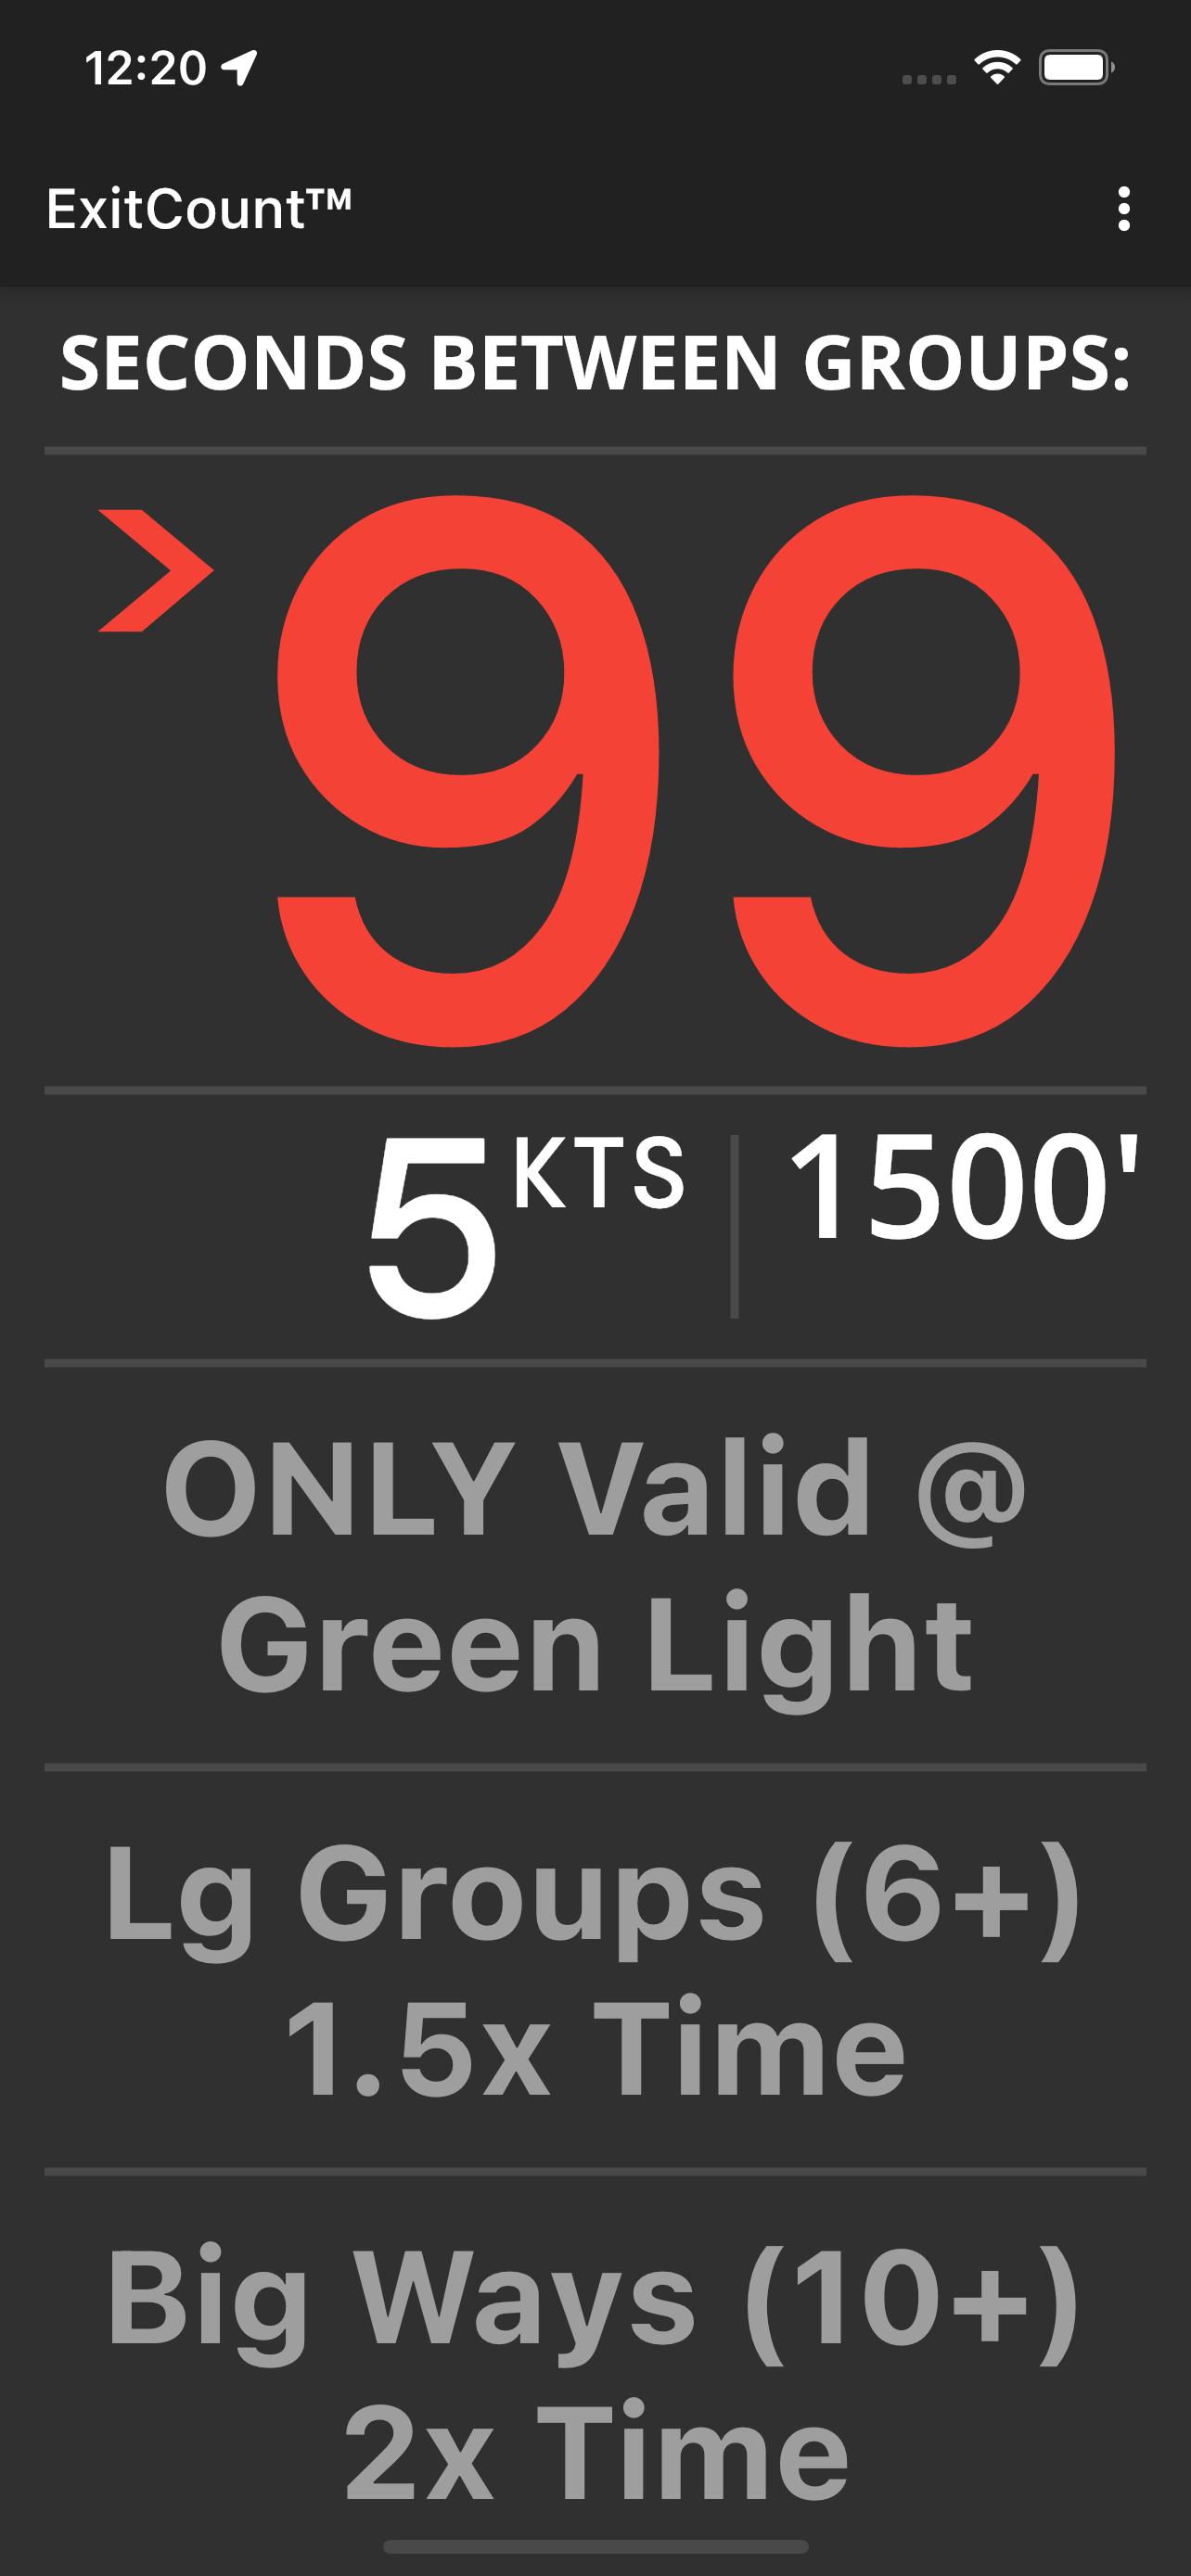 12:20
ExitCount™
SECONDS BETWEEN GROUPS:
>99
5 KTS 1500'
ONLY Valid @
Green Light
Lg Groups (6+)
1.5x Time
Big Ways (10+)
2x Time